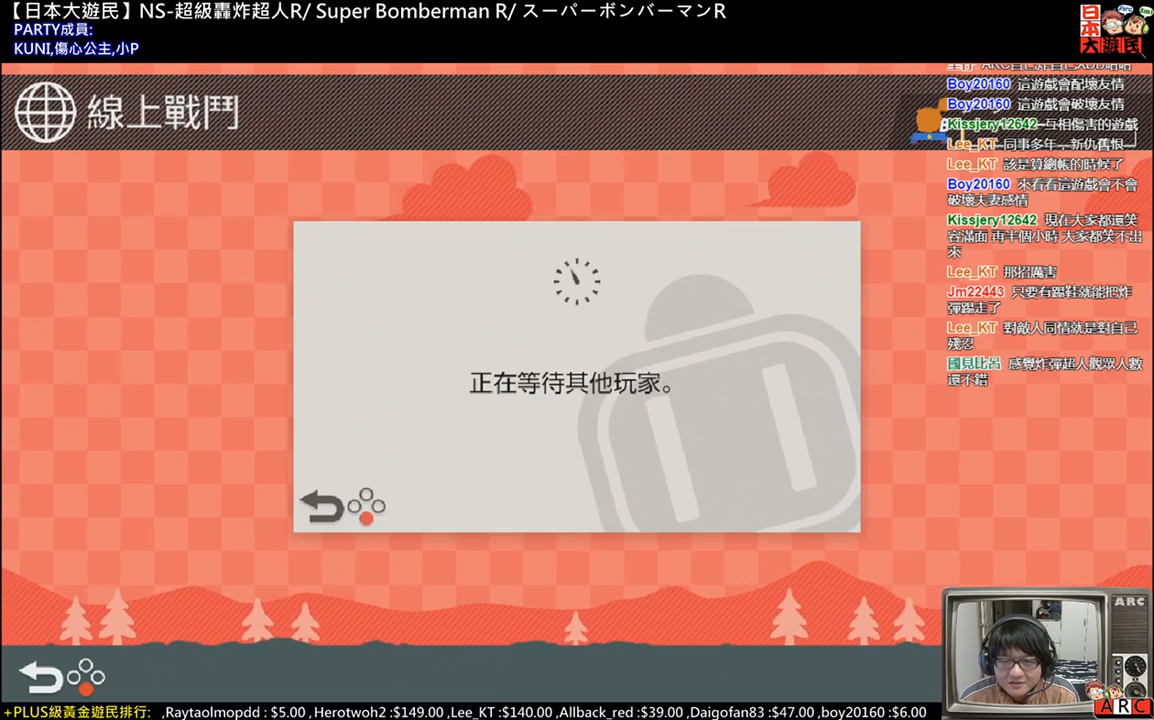 【日本大遊民】NS-超級轟炸超人R/ Super Bomberman R/ スーパーボンバーマンR
PARTY成員:
KUNI,傷心公主,小P
日本
大遊民
ARC
線上戰鬥
Boy20160 這遊戲會配壞友情
Boy20160 這遊戲會破壞友情
Kissjery12642 互相傷害的遊戲
Lee_KT 同事多年，新仇舊恨
Lee_KT 該是算總帳的時候了
Boy20160 來看看這遊戲會不會
破壞夫妻感情
Kissjery12642 現在大家都還笑
容滿面 再半個小時 大家都笑不出
來
Lee_KT 那招厲害
Jm22443 只要有踢鞋就能把炸
彈踢走了
Lee_KT 對敵人同情就是對自己
殘忍
國見比呂 感覺炸彈超人觀眾人數
還不錯
正在等待其他玩家。
ARC
ARC
+PLUS級黃金遊民排行: ,Raytaolmopdd : $5.00 ,Herotwoh2 : $149.00 ,Lee_KT : $140.00 ,Allback_red : $39.00 ,Daigofan83 : $47.00 ,boy20160 : $6.00